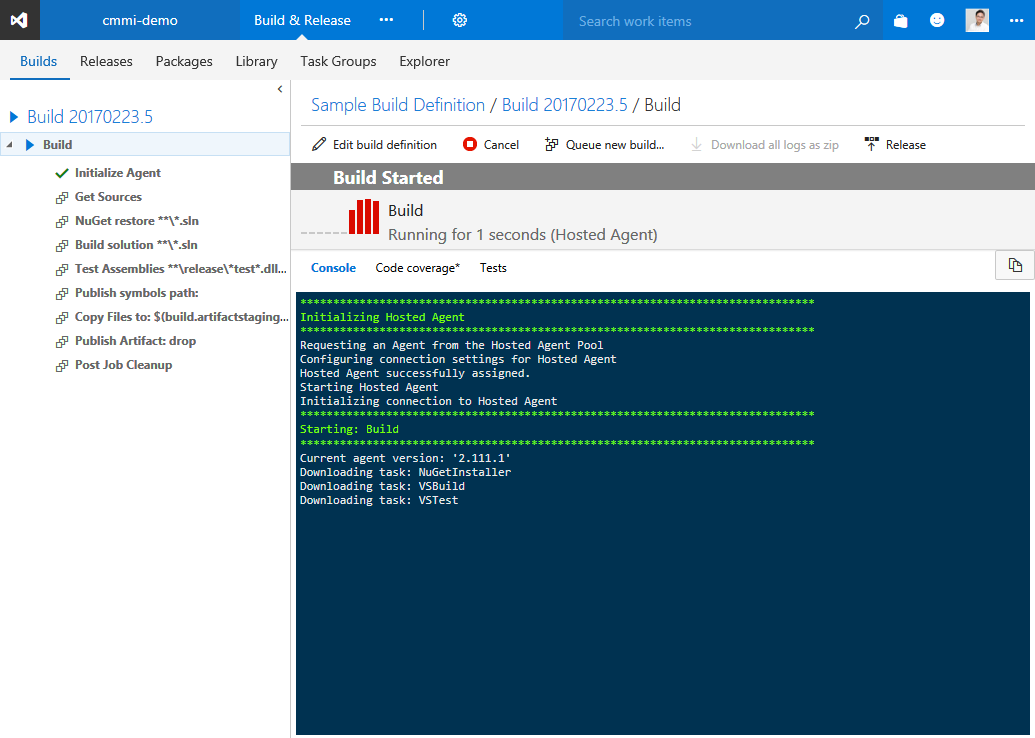 cmmi-demo
Build & Release
Search work items
Builds Releases Packages Library Task Groups Explorer
Build 20170223.5
Build
Initialize Agent
Get Sources
NuGet restore **\*.sln
Build solution **\*.sln
Test Assemblies **\release\*test*.dll...
Publish symbols path:
Copy Files to: $(build.artifactstaging...
Publish Artifact: drop
Post Job Cleanup
Sample Build Definition / Build 20170223.5 / Build
Edit build definition Cancel Queue new build... Download all logs as zip Release
Build Started
Build
Running for 1 seconds (Hosted Agent)
Console Code coverage* Tests
******************************************************************************
Initializing Hosted Agent
******************************************************************************
Requesting an Agent from the Hosted Agent Pool
Configuring connection settings for Hosted Agent
Hosted Agent successfully assigned.
Starting Hosted Agent
Initializing connection to Hosted Agent
******************************************************************************
Starting: Build
******************************************************************************
Current agent version: '2.111.1'
Downloading task: NuGetInstaller
Downloading task: VSBuild
Downloading task: VSTest